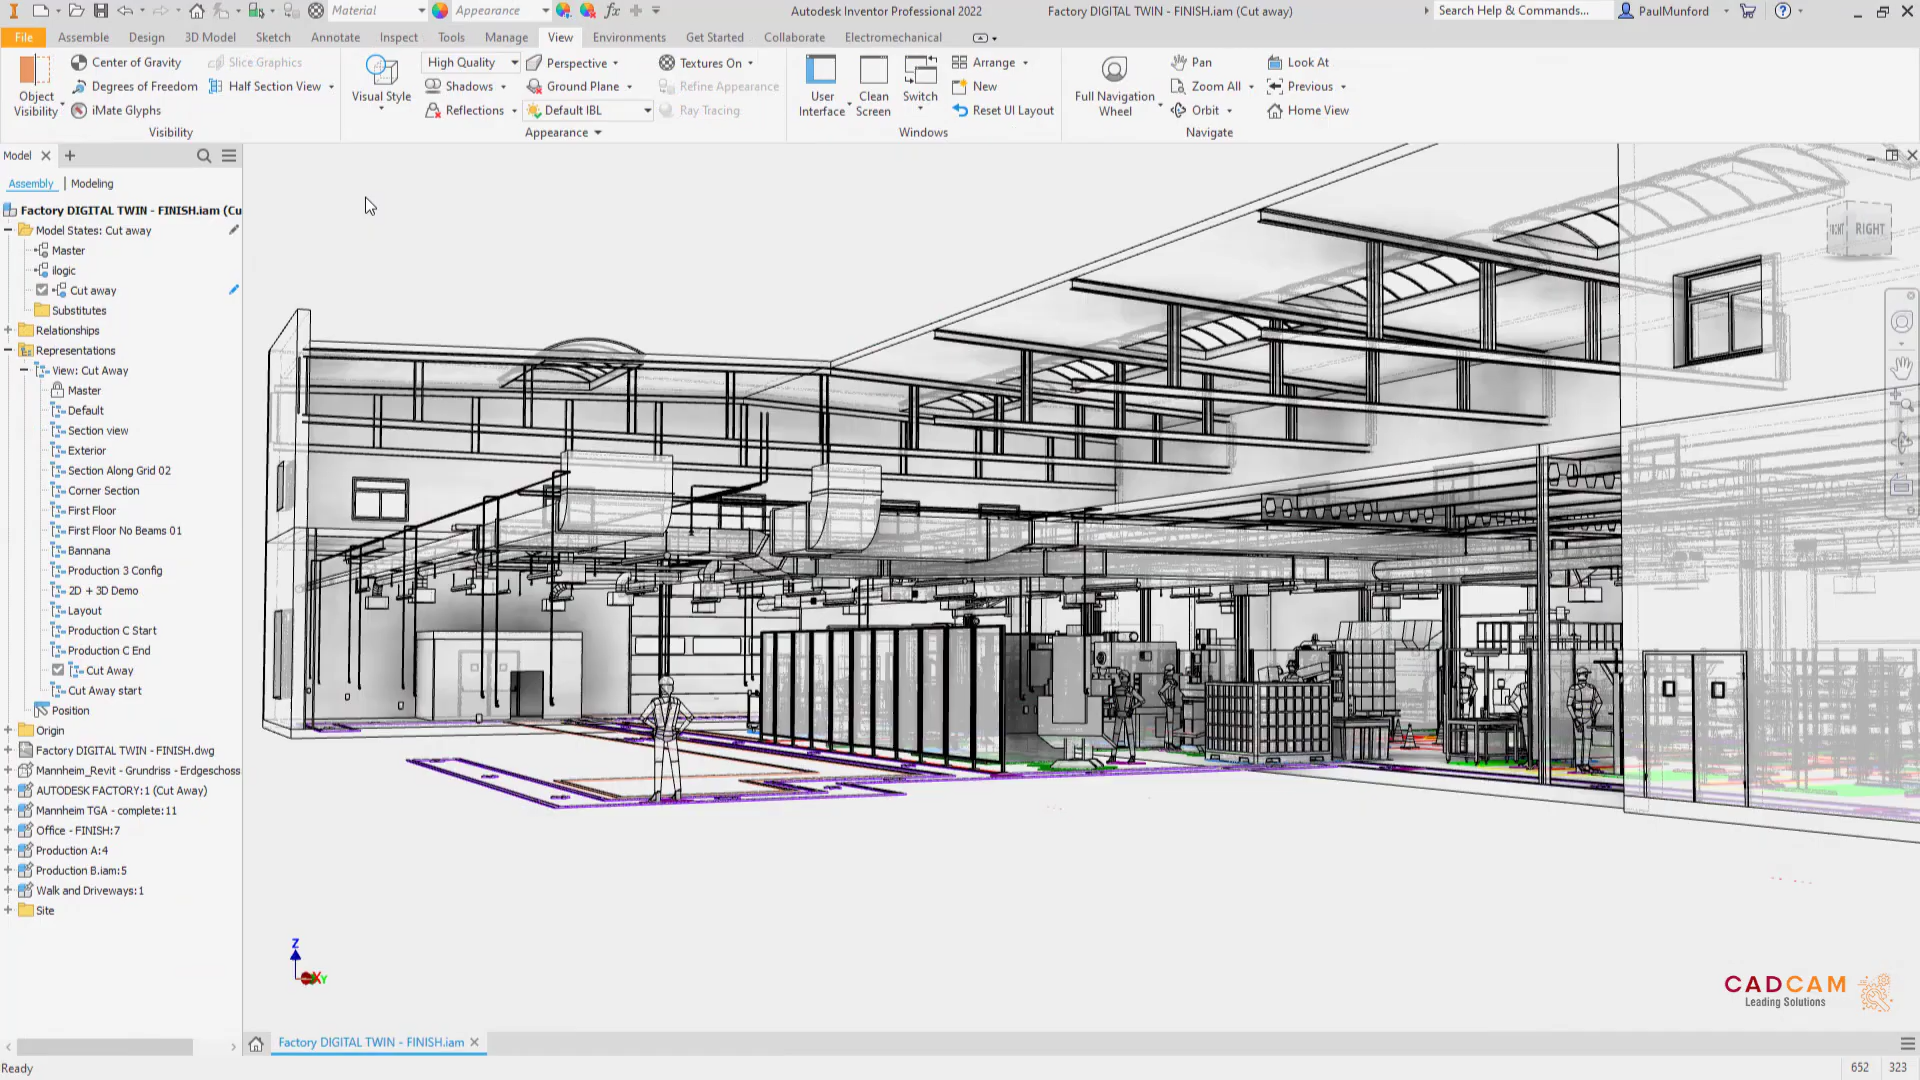 Material
Appearance
fx
Autodesk Inventor Professional 2022
Factory DIGITAL TWIN - FINISH.iam (Cut away)
Search Help & Commands...
PaulMunford
File
Assemble
Design
3D Model
Sketch
Annotate
Inspect
Tools
Manage
View
Environments
Get Started
Collaborate
Electromechanical
Object Visibility
Center of Gravity
Degrees of Freedom
iMate Glyphs
Slice Graphics
Half Section View
Visibility
Visual Style
High Quality
Shadows
Reflections
Perspective
Ground Plane
Default IBL
Textures On
Refine Appearance
Ray Tracing
Appearance
User Interface
Clean Screen
Switch
Arrange
New
Reset UI Layout
Windows
Full Navigation Wheel
Pan
Zoom All
Orbit
Look At
Previous
Home View
Navigate
Model
Assembly
Modeling
Factory DIGITAL TWIN - FINISH.iam (Cu
Model States: Cut away
Master
ilogic
Cut away
Substitutes
Relationships
Representations
View: Cut Away
Master
Default
Section view
Exterior
Section Along Grid 02
Corner Section
First Floor
First Floor No Beams 01
Bannana
Production 3 Config
2D + 3D Demo
Layout
Production C Start
Production C End
Cut Away
Cut Away start
Position
Origin
Factory DIGITAL TWIN - FINISH.dwg
Mannheim_Revit - Grundriss - Erdgeschoss
AUTODESK FACTORY:1 (Cut Away)
Mannheim TGA - complete:11
Office - FINISH:7
Production A:4
Production B.iam:5
Walk and Driveways:1
Site
RIGHT
Z
X
Y
CADCAM
Leading Solutions
Factory DIGITAL TWIN - FINISH.iam
Ready
652
323